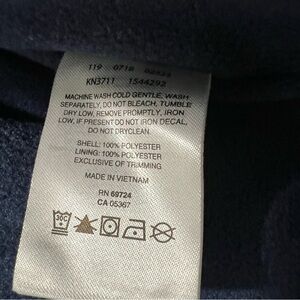 119 0718
KN3711 1544292
MACHINE WASH COLD GENTLE, WASH
SEPARATELY, DO NOT BLEACH, TUMBLE
DRY LOW, REMOVE PROMPTLY, IRON
LOW, IF PRESENT DO NOT IRON DECAL,
DO NOT DRYCLEAN.
SHELL: 100% POLYESTER
LINING: 100% POLYESTER
EXCLUSIVE OF TRIMMING
MADE IN VIETNAM
RN 69724
CA 05367
30C